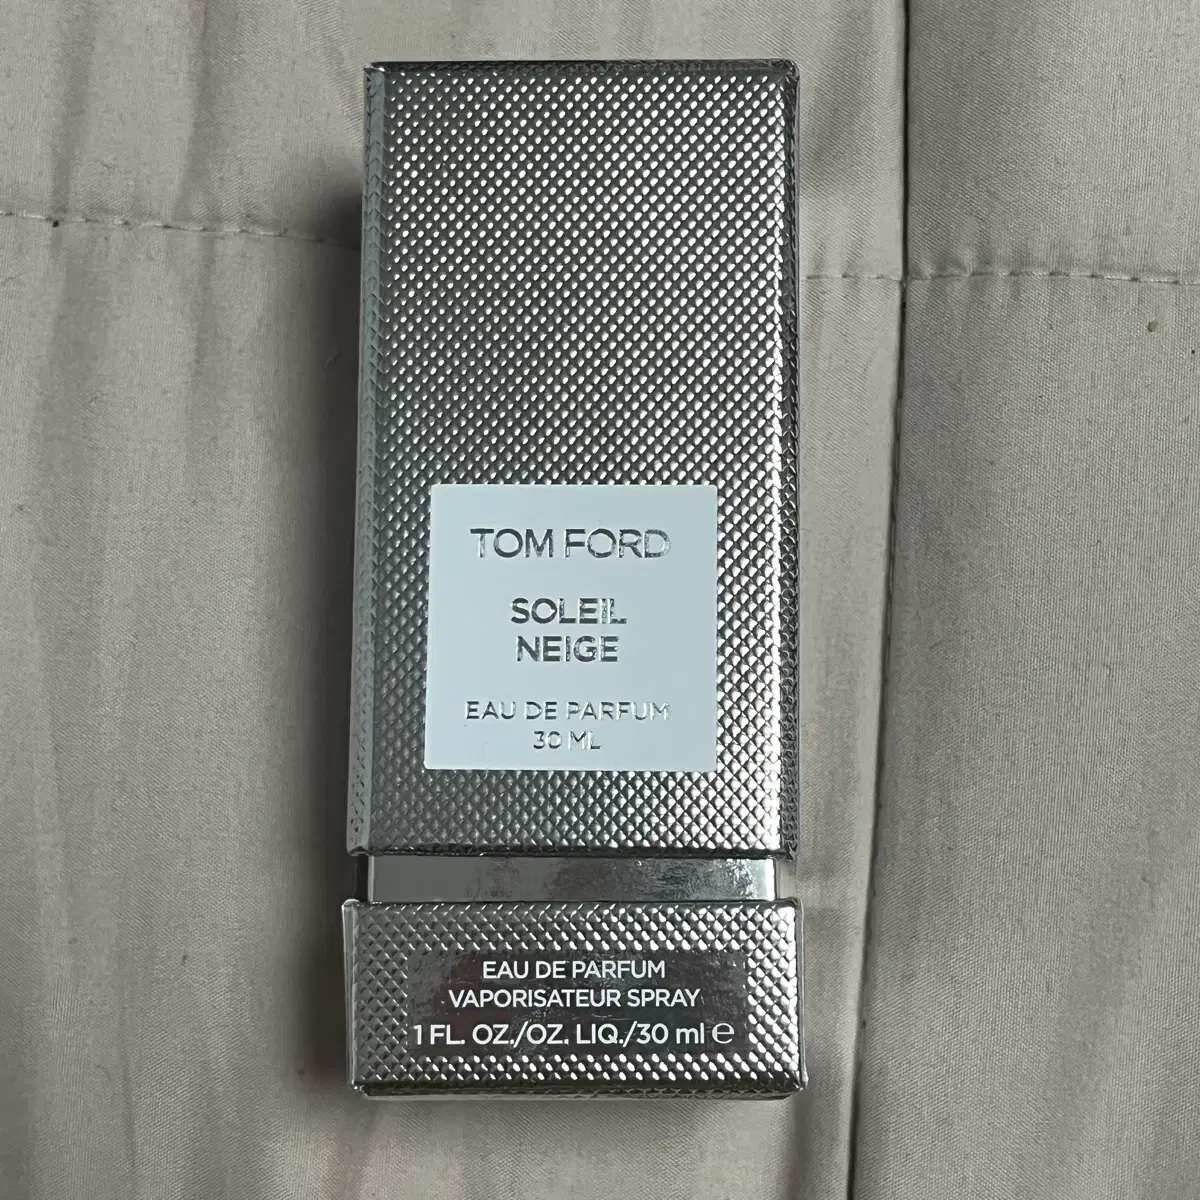 TOM FORD
SOLEIL
NEIGE
EAU DE PARFUM
30 ML
EAU DE PARFUM
VAPORISATEUR SPRAY
1 FL. OZ./OZ. LIQ./30 ml ℮